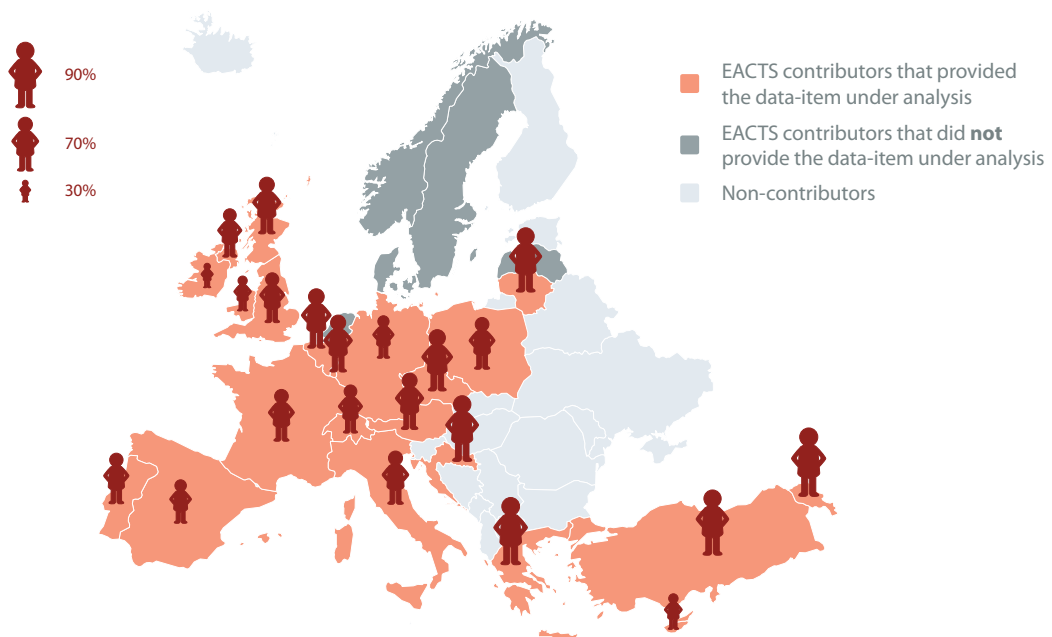 90%
70%
30%
EACTS contributors that provided
the data-item under analysis
EACTS contributors that did not
provide the data-item under analysis
Non-contributors